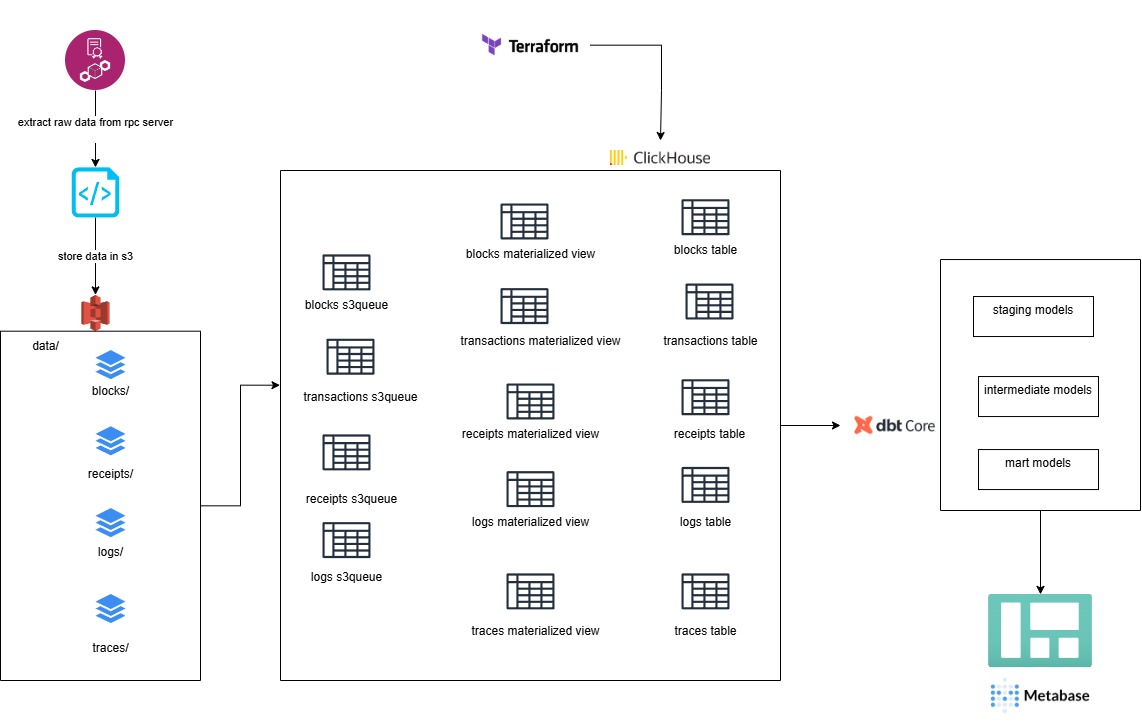 Terraform
extract raw data from rpc server
ClickHouse
</>
store data in s3
data/
blocks/
receipts/
logs/
traces/
blocks s3queue
transactions s3queue
receipts s3queue
logs s3queue
blocks materialized view
transactions materialized view
receipts materialized view
logs materialized view
traces materialized view
blocks table
transactions table
receipts table
logs table
traces table
dbt Core
staging models
intermediate models
mart models
Metabase